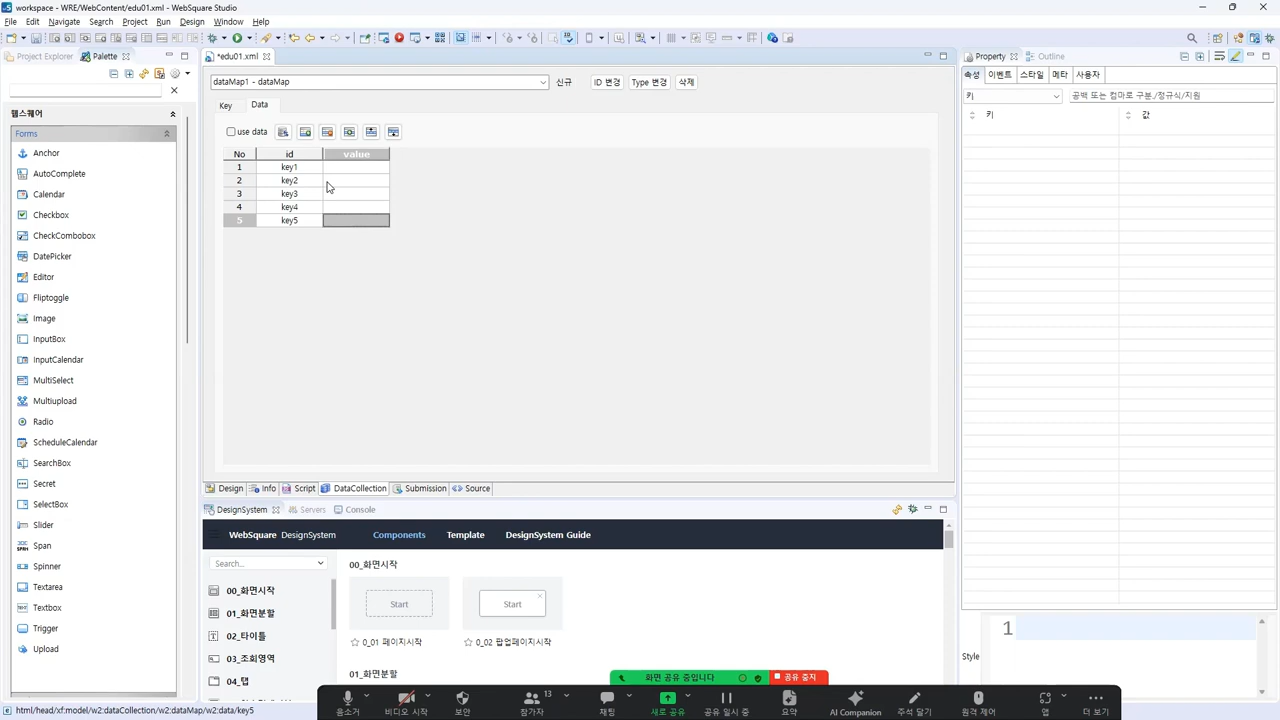 workspace - WRE/WebContent/edu01.xml - WebSquare Studio
File Edit Navigate Search Project Run Design Window Help
Project Explorer Palette
*edu01.xml
Property Outline
dataMap1 - dataMap 신규 ID 변경 Type 변경 삭제
속성 이벤트 스타일 메타 사용자
키 공백 또는 컴마로 구분./정규식/지원
키 값
Key Data
use data
No id value
1 key1
2 key2
3 key3
4 key4
5 key5
웹스퀘어
Forms
Anchor
AutoComplete
Calendar
Checkbox
CheckCombobox
DatePicker
Editor
Fliptoggle
Image
InputBox
InputCalendar
MultiSelect
Multiupload
Radio
ScheduleCalendar
SearchBox
Secret
SelectBox
Slider
Span
Spinner
Textarea
Textbox
Trigger
Upload
Design Info Script DataCollection Submission Source
DesignSystem Servers Console
WebSquare DesignSystem Components Template DesignSystem Guide
Search...
00_화면시작
01_화면분할
02_타이틀
03_조회영역
04_탭
00_화면시작
Start Start
0_01 페이지시작 0_02 팝업페이지시작
01_화면분할
1
Style
화면 공유 중입니다 공유 중지
음소거 비디오 시작 보안 참가자 13 채팅 새로 공유 공유 일시 중 요약 AI Companion 주석 달기 원격 제어 앱 더 보기
html/head/xf:model/w2:dataCollection/w2:dataMap/w2:data/key5